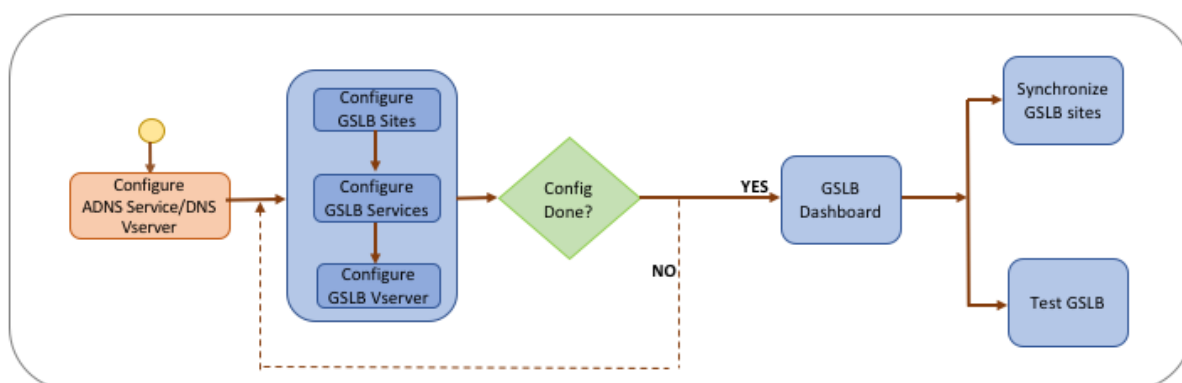 Configure
ADNS Service/DNS
Vserver
Configure
GSLB Sites
Configure
GSLB Services
Configure
GSLB Vserver
Config
Done?
YES
NO
GSLB
Dashboard
Synchronize
GSLB sites
Test GSLB